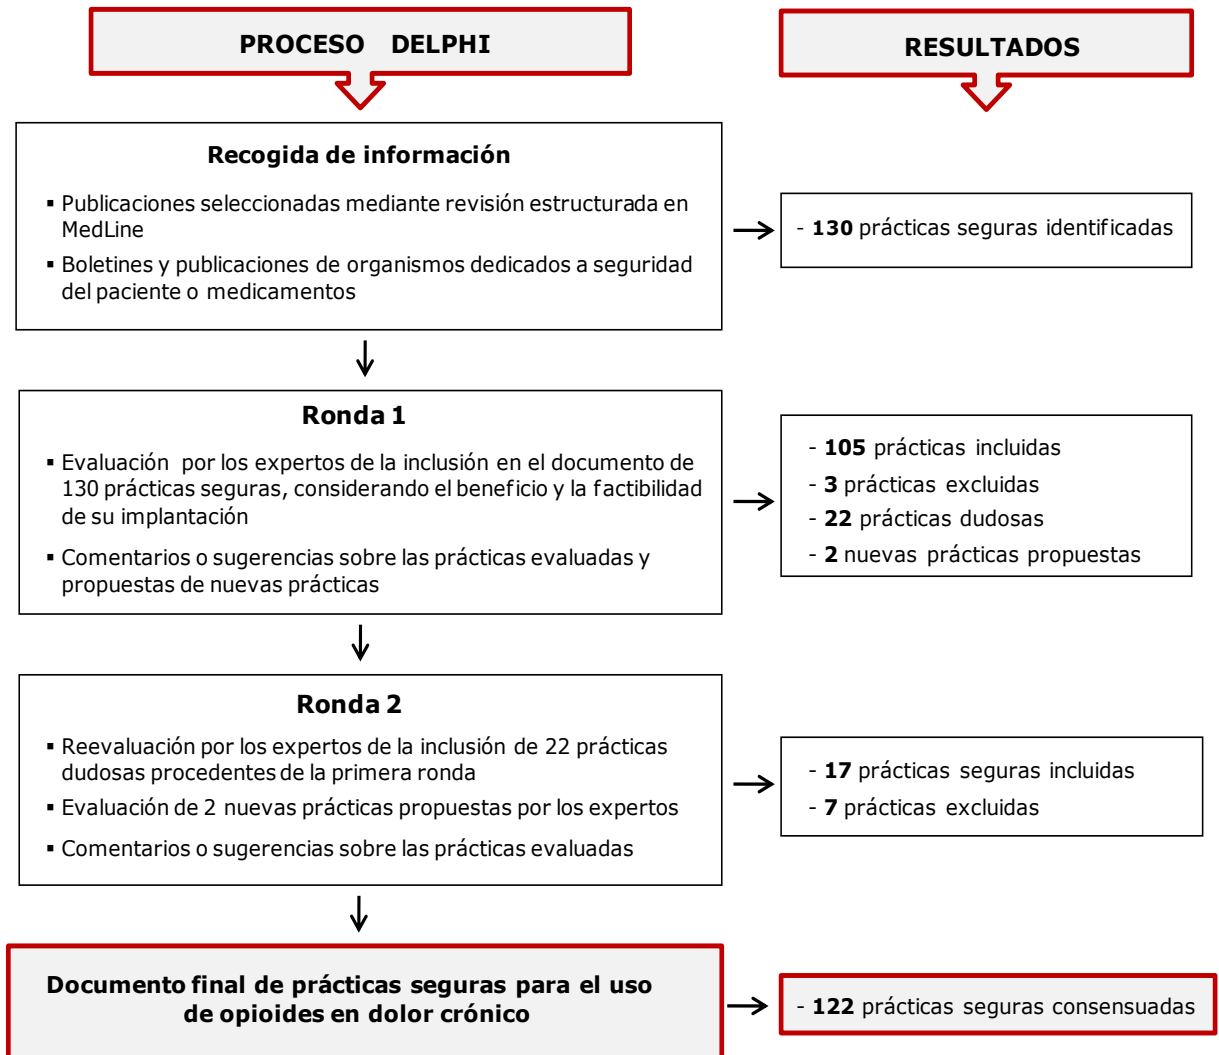 PROCESO DELPHI
RESULTADOS
Recogida de información
▪ Publicaciones seleccionadas mediante revisión estructurada en
MedLine
▪ Boletines y publicaciones de organismos dedicados a seguridad
del paciente o medicamentos
- 130 prácticas seguras identificadas
Ronda 1
▪ Evaluación por los expertos de la inclusión en el documento de
130 prácticas seguras, considerando el beneficio y la factibilidad
de su implantación
▪ Comentarios o sugerencias sobre las prácticas evaluadas y
propuestas de nuevas prácticas
- 105 prácticas incluidas
- 3 prácticas excluidas
- 22 prácticas dudosas
- 2 nuevas prácticas propuestas
Ronda 2
▪ Reevaluación por los expertos de la inclusión de 22 prácticas
dudosas procedentes de la primera ronda
▪ Evaluación de 2 nuevas prácticas propuestas por los expertos
▪ Comentarios o sugerencias sobre las prácticas evaluadas
- 17 prácticas seguras incluidas
- 7 prácticas excluidas
Documento final de prácticas seguras para el uso
de opioides en dolor crónico
- 122 prácticas seguras consensuadas